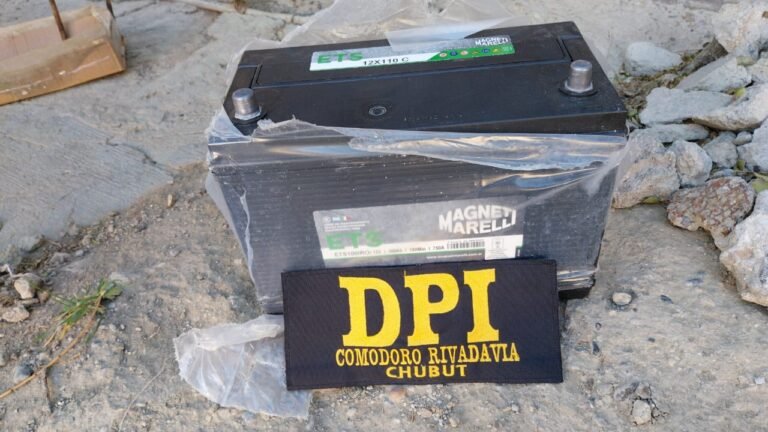 ETS
12X110 C
MAGNETI
MARELLI
MAGNETI
MARELLI
ETS
DPI
COMODORO RIVADAVIA
CHUBUT